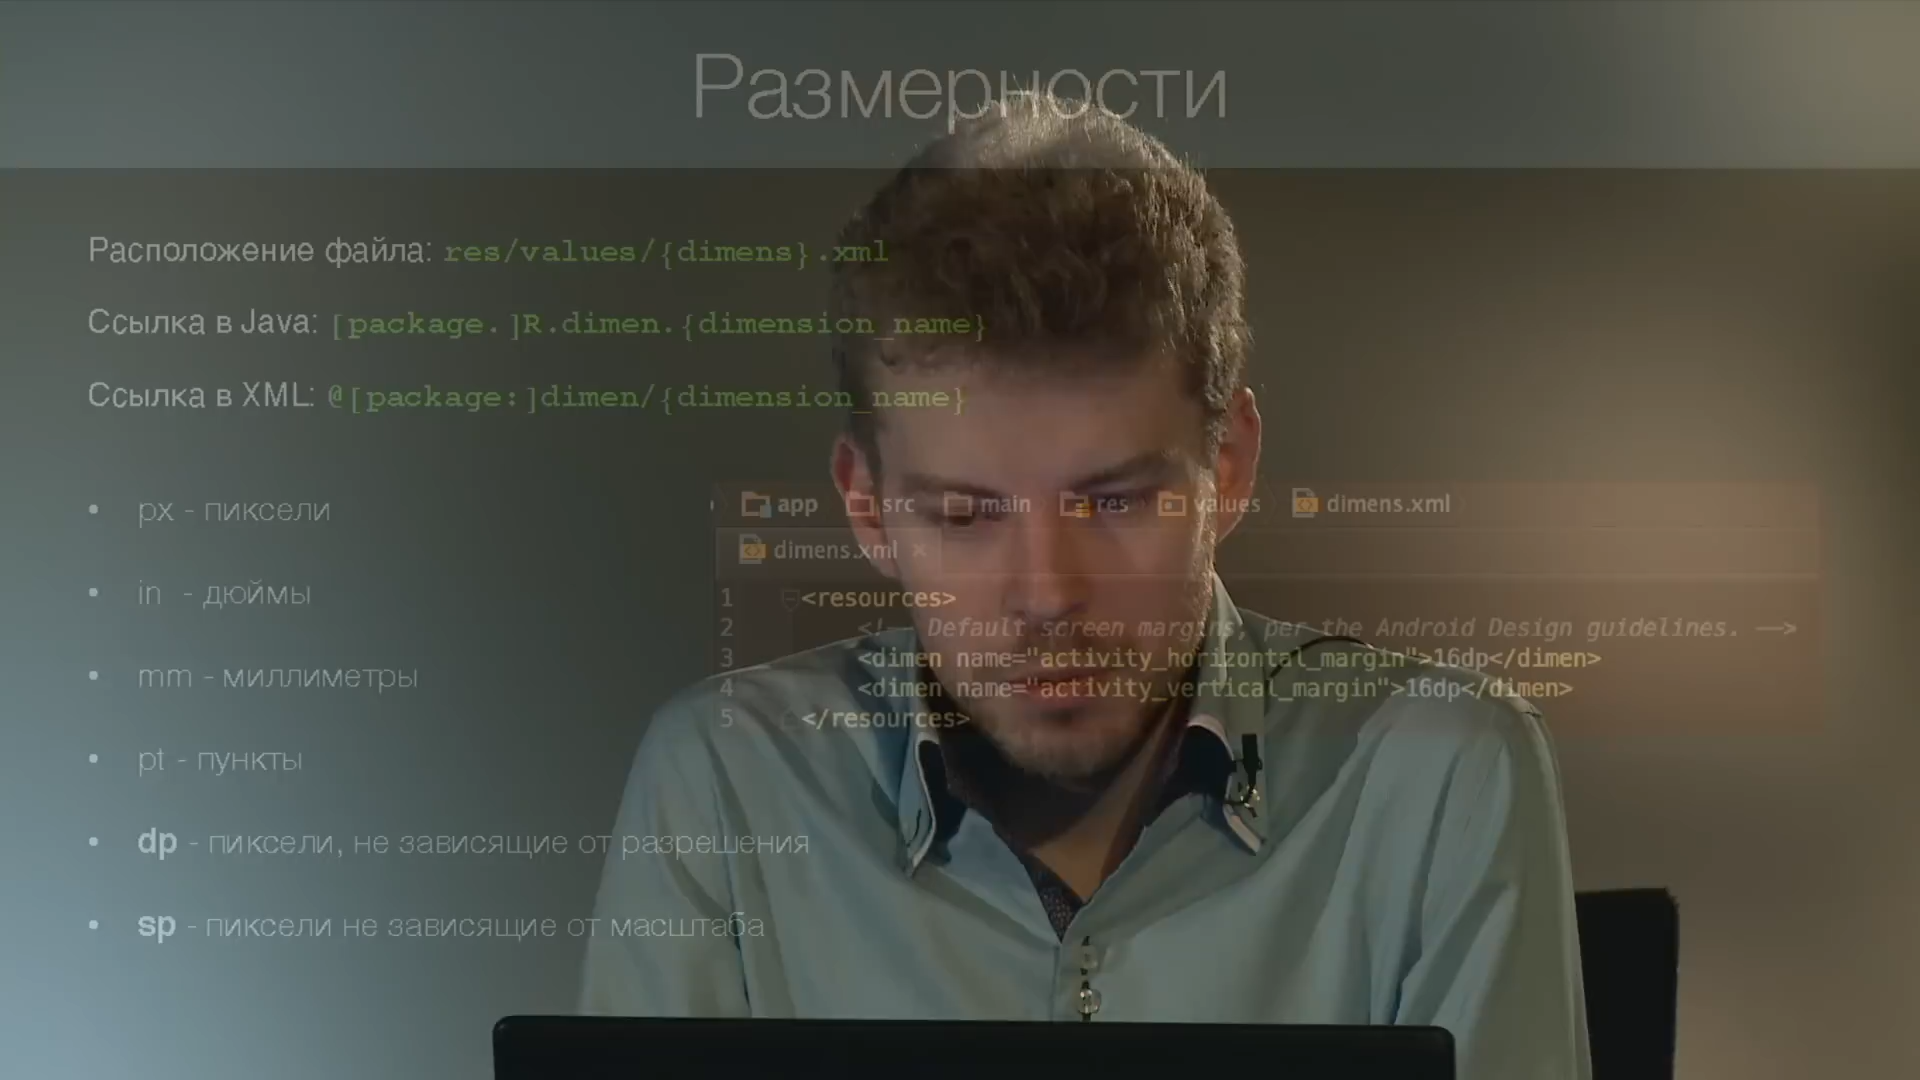 Размерности
Расположение файла: res/values/{dimens}.xml
Ссылка в Java: [package.]R.dimen.{dimension_name}
Ссылка в XML: @[package:]dimen/{dimension_name}
• px - пиксели
• in - дюймы
• mm - миллиметры
• pt - пункты
• dp - пиксели, не зависящие от разрешения
• sp - пиксели не зависящие от масштаба
app src main res values dimens.xml
dimens.xml ×
1 <resources>
2 <!-- Default screen margins, per the Android Design guidelines. -->
3 <dimen name="activity_horizontal_margin">16dp</dimen>
4 <dimen name="activity_vertical_margin">16dp</dimen>
5 </resources>